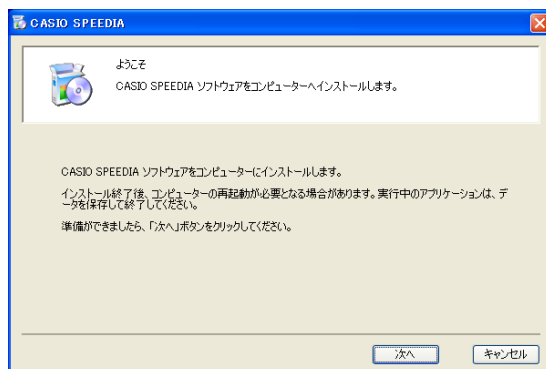 CASIO SPEEDIA
ようこそ
CASIO SPEEDIA ソフトウェアをコンピューターへインストールします。
CASIO SPEEDIA ソフトウェアをコンピューターにインストールします。
インストール終了後、コンピューターの再起動が必要となる場合があります。実行中のアプリケーションは、デ
ータを保存して終了してください。
準備ができましたら、「次へ」ボタンをクリックしてください。
次へ
キャンセル